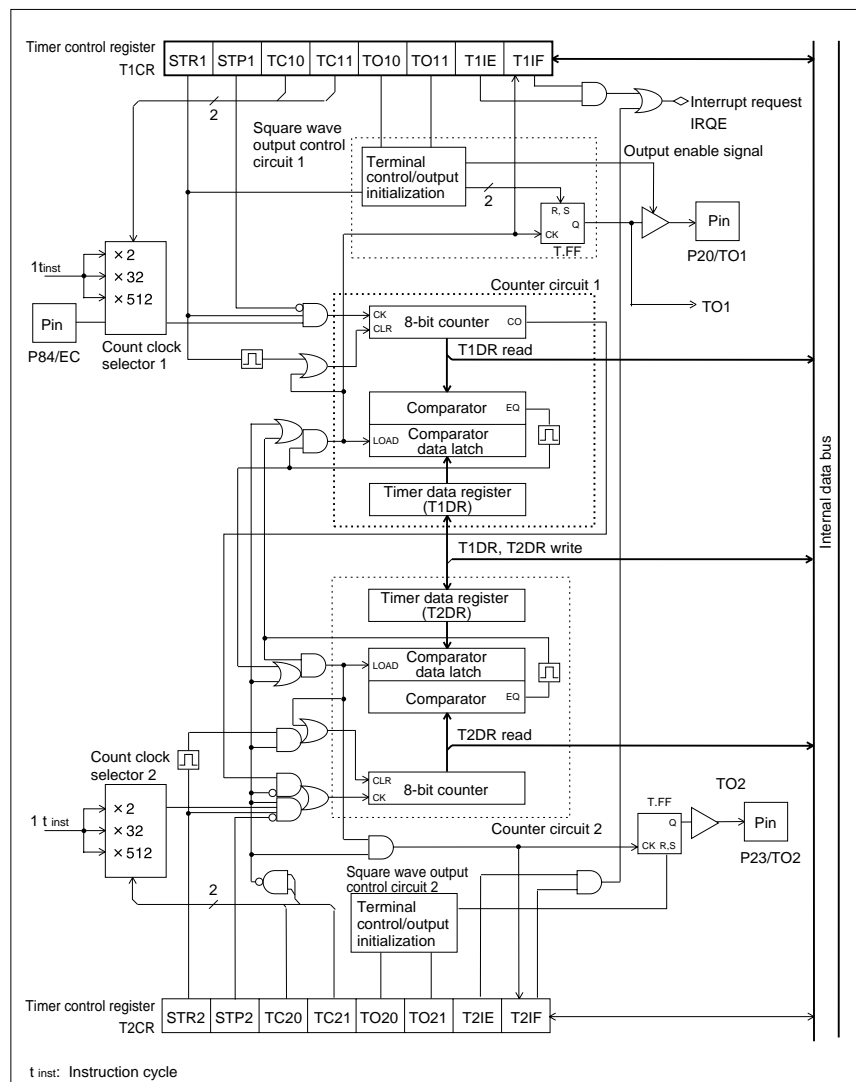 Timer control register
T1CR
STR1 STP1 TC10 TC11 TO10 TO11 T1IE T1IF
2
Interrupt request
IRQE
Square wave
output control
circuit 1
Terminal
control/output
initialization
Output enable signal
2
R, S
CK
Q
T.FF
Pin
P20/TO1
TO1
1tinst
× 2
× 32
× 512
Pin
P84/EC
Count clock
selector 1
Counter circuit 1
CK
CLR
8-bit counter
CO
T1DR read
Comparator
EQ
LOAD
Comparator
data latch
Timer data register
(T1DR)
T1DR, T2DR write
Internal data bus
Timer data register
(T2DR)
LOAD
Comparator
data latch
Comparator
EQ
T2DR read
Count clock
selector 2
CLR
CK
8-bit counter
1 t inst
× 2
× 32
× 512
Counter circuit 2
TO2
T.FF
Q
CK R,S
Pin
P23/TO2
2
Square wave output
control circuit 2
Terminal
control/output
initialization
Timer control register
T2CR
STR2 STP2 TC20 TC21 TO20 TO21 T2IE T2IF
t inst: Instruction cycle